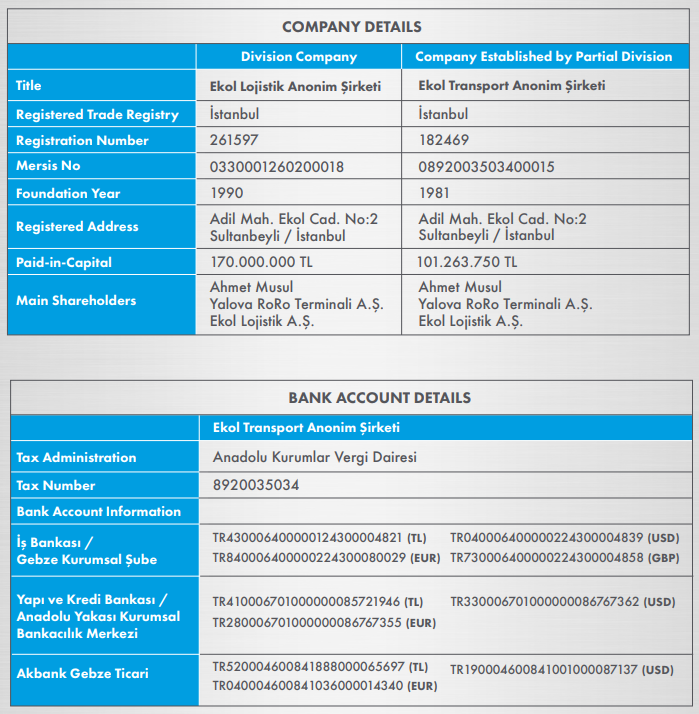 COMPANY DETAILS
Division Company
Company Established by Partial Division
Title
Ekol Lojistik Anonim Şirketi
Ekol Transport Anonim Şirketi
Registered Trade Registry
İstanbul
İstanbul
Registration Number
261597
182469
Mersis No
0330001260200018
0892003503400015
Foundation Year
1990
1981
Registered Address
Adil Mah. Ekol Cad. No:2
Sultanbeyli / İstanbul
Adil Mah. Ekol Cad. No:2
Sultanbeyli / İstanbul
Paid-in-Capital
170.000.000 TL
101.263.750 TL
Main Shareholders
Ahmet Musul
Yalova RoRo Terminali A.Ş.
Ekol Lojistik A.Ş.
Ahmet Musul
Yalova RoRo Terminali A.Ş.
Ekol Lojistik A.Ş.
BANK ACCOUNT DETAILS
Ekol Transport Anonim Şirketi
Tax Administration
Anadolu Kurumlar Vergi Dairesi
Tax Number
8920035034
Bank Account Information
İş Bankası /
Gebze Kurumsal Şube
TR430006400000124300004821 (TL)
TR040006400000224300004839 (USD)
TR840006400000224300080029 (EUR)
TR730006400000224300004858 (GBP)
Yapı ve Kredi Bankası /
Anadolu Yakası Kurumsal
Bankacılık Merkezi
TR410006701000000085721946 (TL)
TR330006701000000086767362 (USD)
TR280006701000000086767355 (EUR)
Akbank Gebze Ticari
TR520004600841888000065697 (TL)
TR190004600841001000087137 (USD)
TR040004600841036000014340 (EUR)